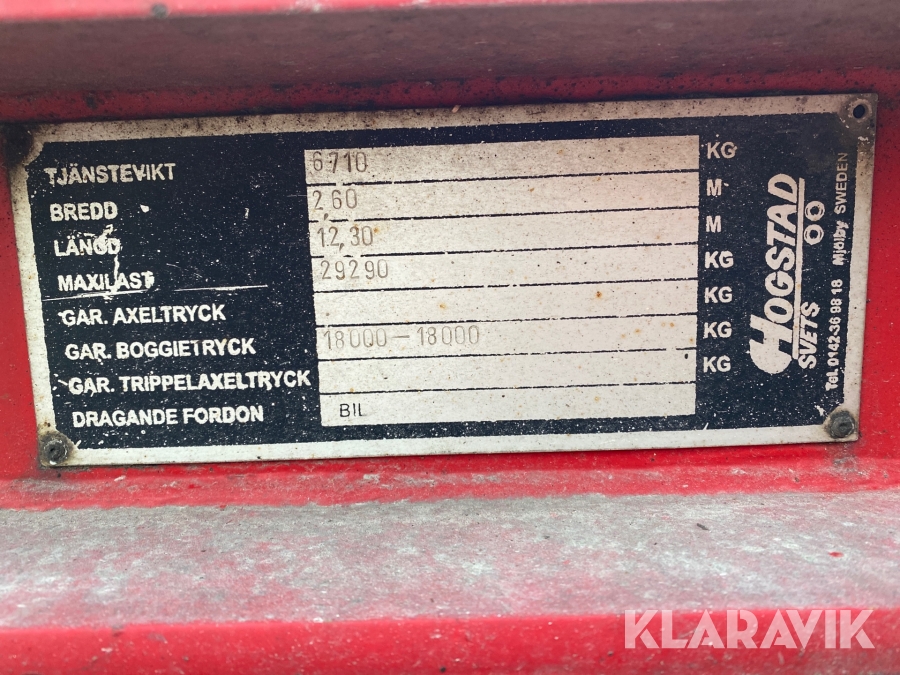 TJÄNSTEVIKT 6710 KG
BREDD 2,60 M
LÄNGD 12,30 M
MAXILAST 29290 KG
GAR. AXELTRYCK KG
GAR. BOGGIETRYCK 18000-18000 KG
GAR. TRIPPELAXELTRYCK KG
DRAGANDE FORDON BIL
HOGSTAD
SVETS
Tel. 0142-36 98 18 Mjölby SWEDEN
KLARAVIK